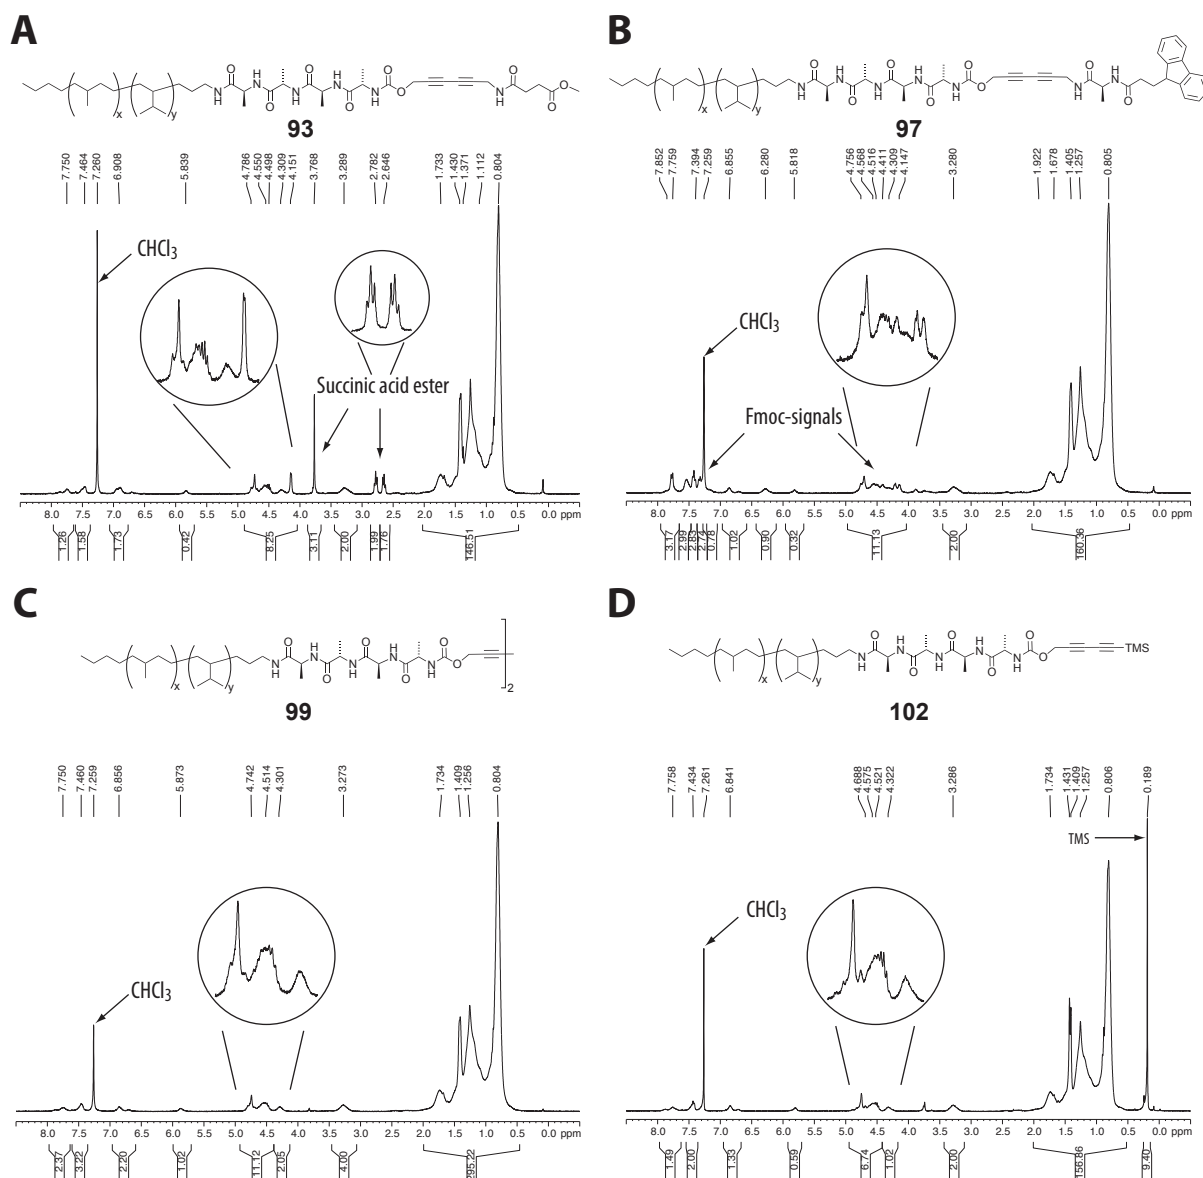 A
O H O H O
N H N H N H N H O O H N O O
x y
93
7.750 7.464 7.260 6.908 5.839 4.786 4.550 4.498 4.309 4.151 3.768 3.289 2.782 2.646 1.733 1.430 1.371 1.112 0.804
CHCl3
Succinic acid ester
8.0 7.5 7.0 6.5 6.0 5.5 5.0 4.5 4.0 3.5 3.0 2.5 2.0 1.5 1.0 0.5 0.0 ppm
1.26 1.58 1.73 0.42 8.25 3.11 2.00 1.99 1.76 146.51
B
x y
97
7.852 7.759 7.394 7.259 6.855 6.280 5.818 4.756 4.568 4.516 4.411 4.309 4.147 3.280 1.922 1.678 1.405 1.257 0.805
CHCl3
Fmoc-signals
8.0 7.5 7.0 6.5 6.0 5.5 5.0 4.5 4.0 3.5 3.0 2.5 2.0 1.5 1.0 0.5 0.0 ppm
3.17 2.99 2.83 2.74 0.78 1.02 0.90 0.32 11.13 2.00 160.36
C
x y 2
99
7.750 7.460 7.259 6.856 5.873 4.742 4.514 4.301 3.273 1.734 1.409 1.256 0.804
CHCl3
8.0 7.5 7.0 6.5 6.0 5.5 5.0 4.5 4.0 3.5 3.0 2.5 2.0 1.5 1.0 0.5 0.0 ppm
2.37 3.22 2.20 1.02 11.12 2.05 4.00 295.22
D
x y TMS
102
7.758 7.434 7.261 6.841 4.688 4.575 4.521 4.322 3.286 1.734 1.431 1.409 1.257 0.806 0.189
TMS
CHCl3
8.0 7.5 7.0 6.5 6.0 5.5 5.0 4.5 4.0 3.5 3.0 2.5 2.0 1.5 1.0 0.5 0.0 ppm
1.49 2.00 1.33 0.59 6.74 1.02 2.00 156.86 9.40